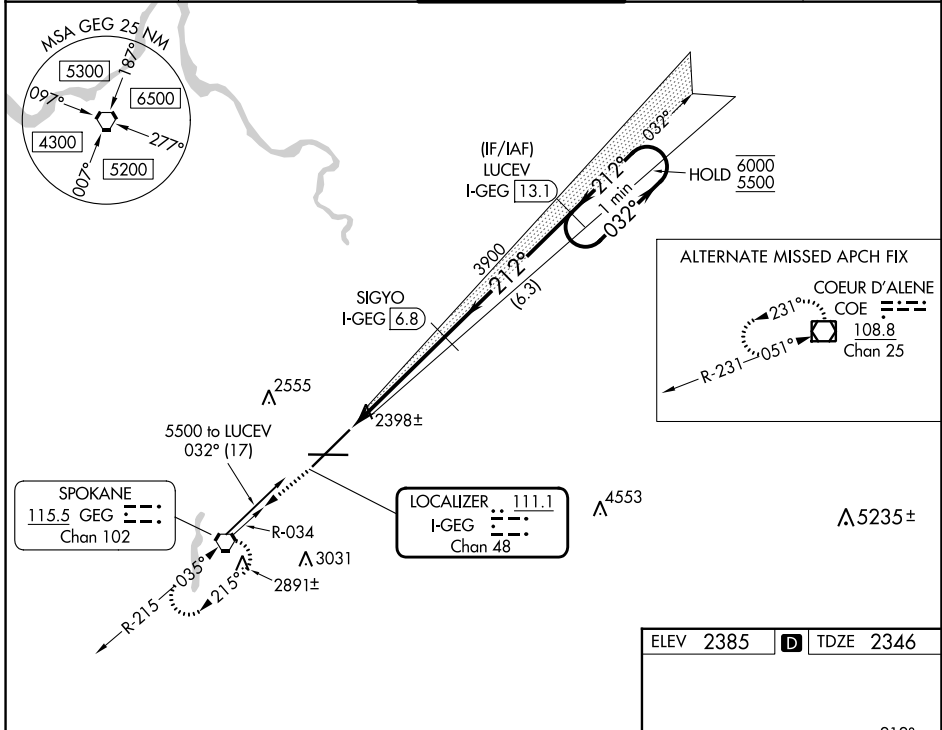 MSA GEG 25 NM
5300
187°
097°
6500
4300
277°
007°
5200
(IF/IAF)
LUCEV
I-GEG 13.1
032°
212°
1 min
032°
HOLD 6000
5500
3900
212°
(6.3)
SIGYO
I-GEG 6.8
ALTERNATE MISSED APCH FIX
COEUR D'ALENE
COE
108.8
Chan 25
231°
R-231
051°
2555
2398±
5500 to LUCEV
032° (17)
SPOKANE
115.5 GEG
Chan 102
R-034
LOCALIZER 111.1
I-GEG
Chan 48
4553
5235±
3031
2891±
R-215
035°
215°
ELEV 2385 D TDZE 2346